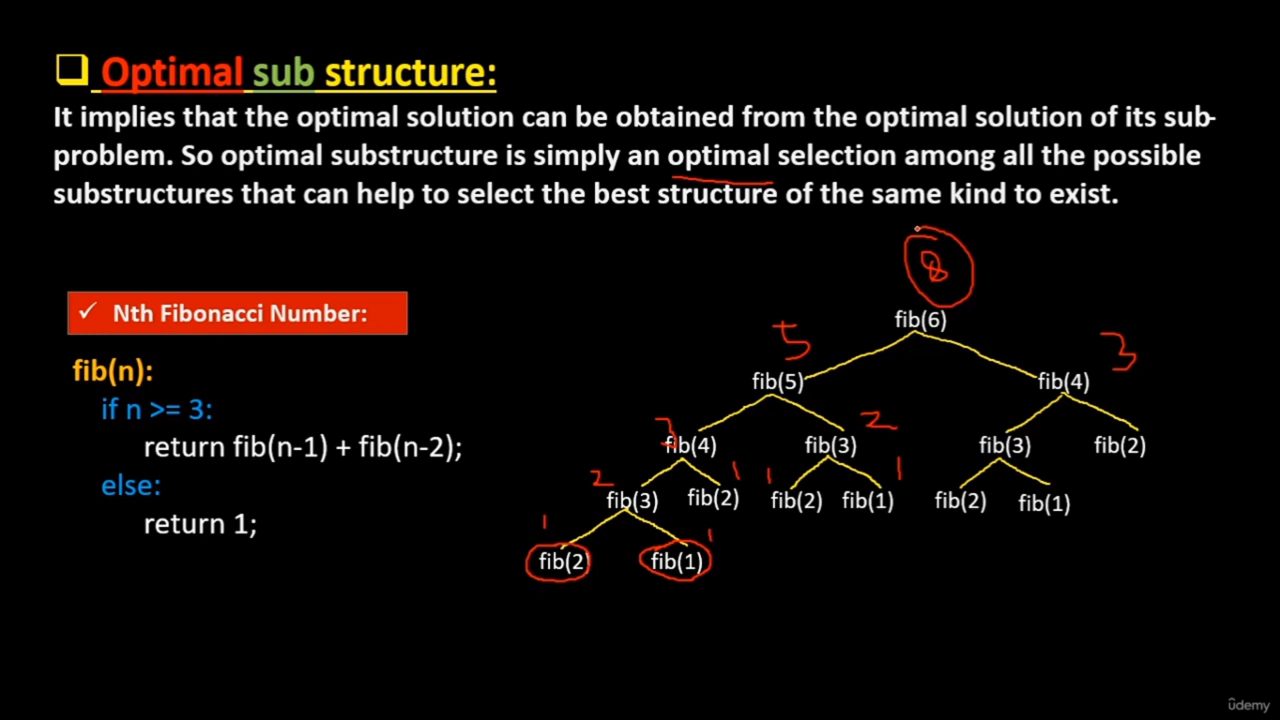 Optimal sub structure:
It implies that the optimal solution can be obtained from the optimal solution of its sub-
problem. So optimal substructure is simply an optimal selection among all the possible
substructures that can help to select the best structure of the same kind to exist.
8
✓ Nth Fibonacci Number:
fib(6)
5
3
fib(n):
fib(5)
fib(4)
if n >= 3:
3
2
return fib(n-1) + fib(n-2);
fib(4)
fib(3)
fib(3)
fib(2)
2
1
1
1
else:
fib(3)
fib(2)
fib(2)
fib(1)
fib(2)
fib(1)
return 1;
1
1
fib(2)
fib(1)
ûdemy